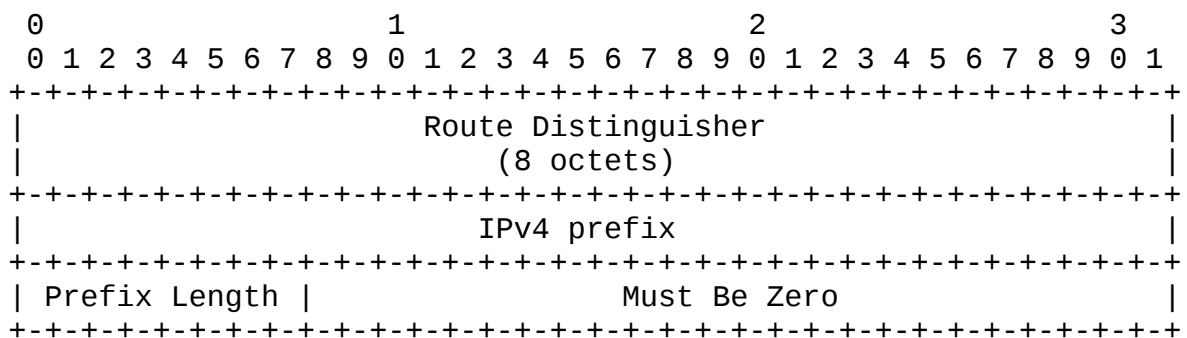 0                   1                   2                   3
 0 1 2 3 4 5 6 7 8 9 0 1 2 3 4 5 6 7 8 9 0 1 2 3 4 5 6 7 8 9 0 1
+-+-+-+-+-+-+-+-+-+-+-+-+-+-+-+-+-+-+-+-+-+-+-+-+-+-+-+-+-+-+-+-+
|                      Route Distinguisher                      |
|                          (8 octets)                           |
+-+-+-+-+-+-+-+-+-+-+-+-+-+-+-+-+-+-+-+-+-+-+-+-+-+-+-+-+-+-+-+-+
|                         IPv4 prefix                           |
+-+-+-+-+-+-+-+-+-+-+-+-+-+-+-+-+-+-+-+-+-+-+-+-+-+-+-+-+-+-+-+-+
| Prefix Length |                 Must Be Zero                  |
+-+-+-+-+-+-+-+-+-+-+-+-+-+-+-+-+-+-+-+-+-+-+-+-+-+-+-+-+-+-+-+-+